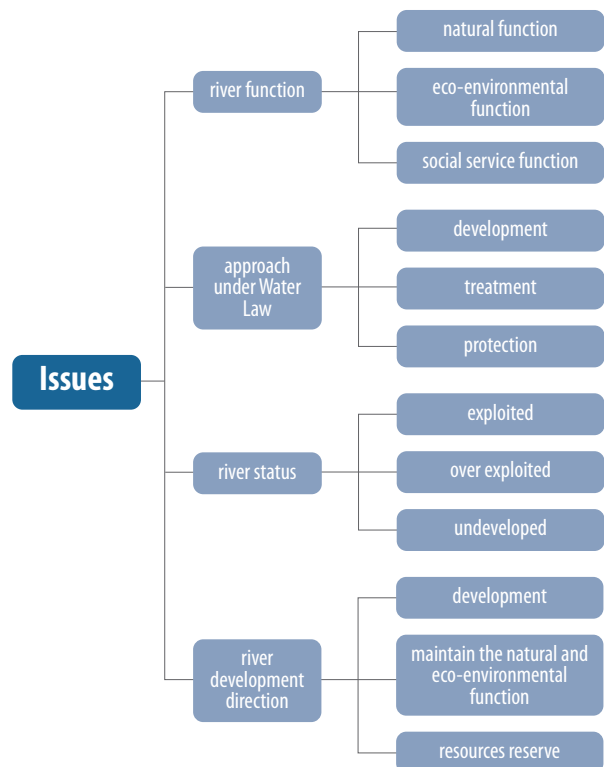 Issues
river function
natural function
eco-environmental
function
social service function
approach
under Water
Law
development
treatment
protection
river status
exploited
over exploited
undeveloped
river
development
direction
development
maintain the natural and
eco-environmental
function
resources reserve